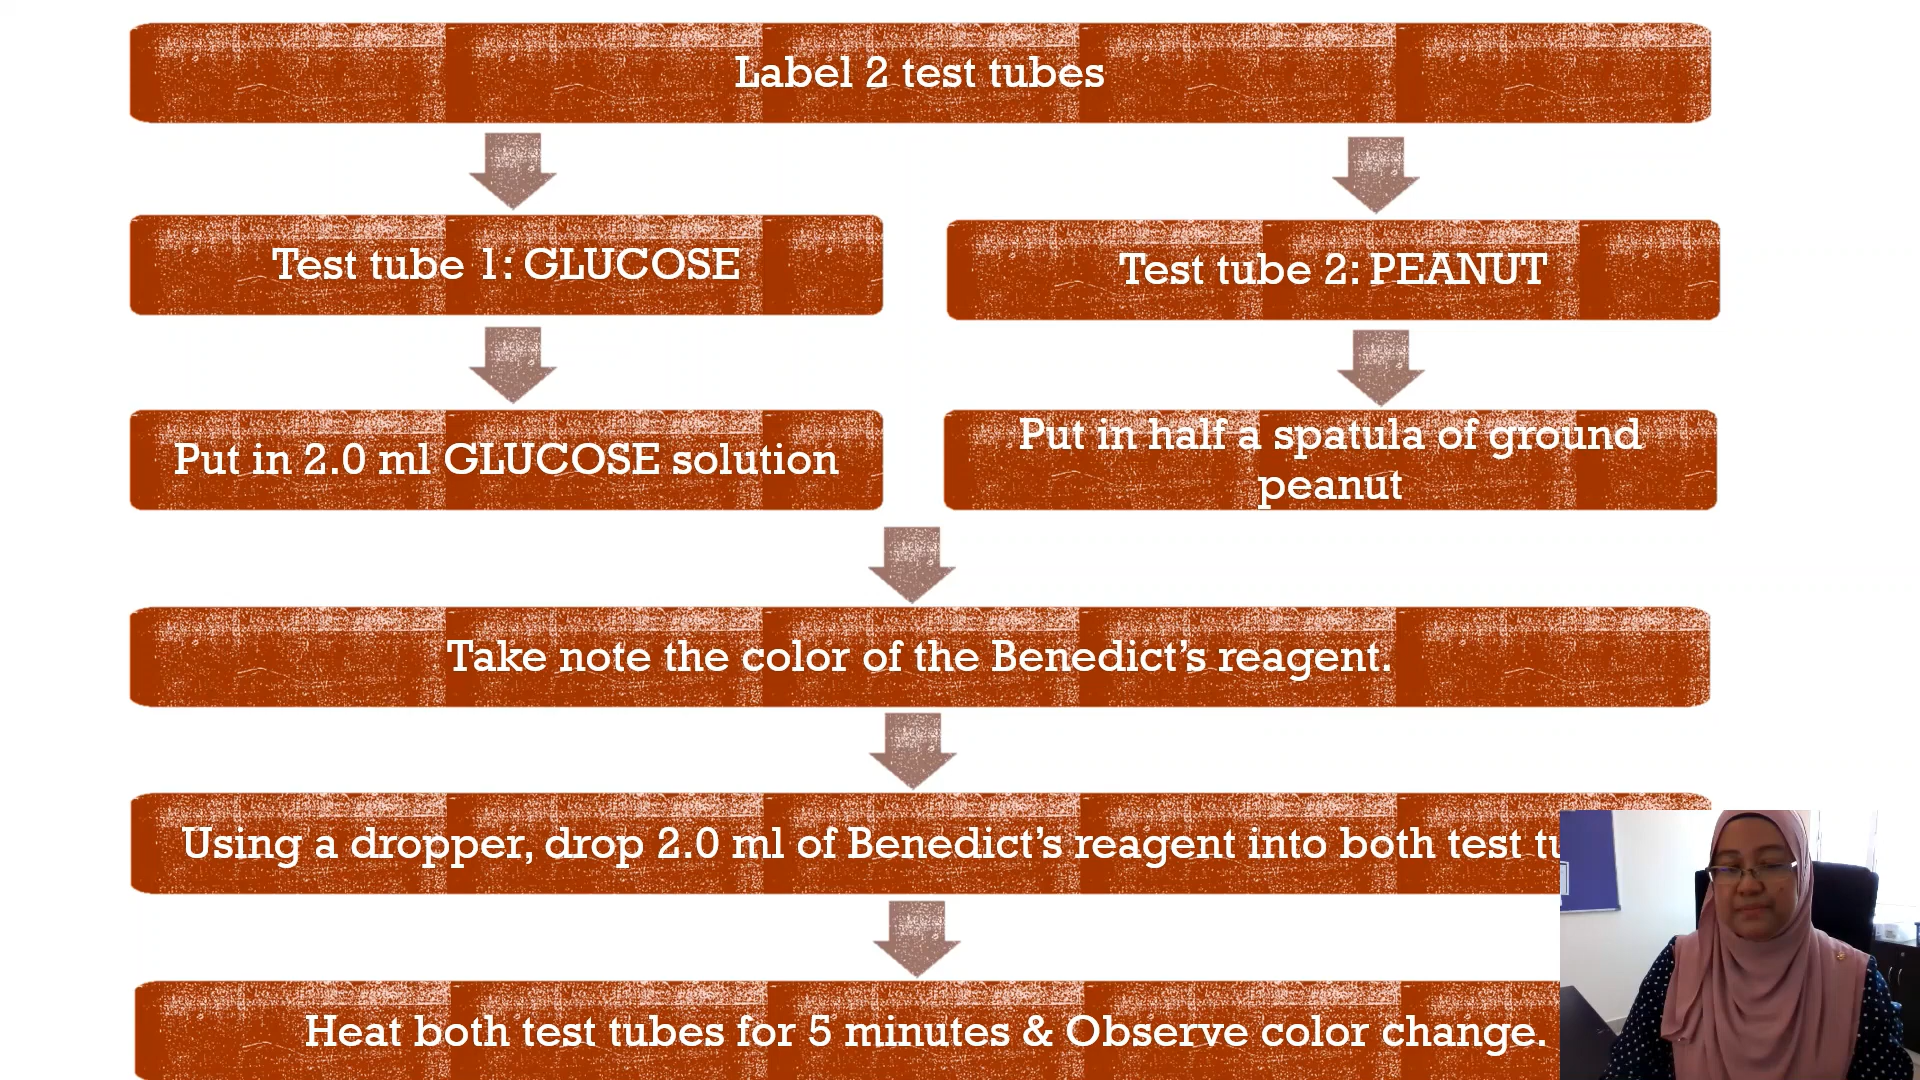 Label 2 test tubes
Test tube 1: GLUCOSE
Test tube 2: PEANUT
Put in 2.0 ml GLUCOSE solution
Put in half a spatula of ground
peanut
Take note the color of the Benedict's reagent.
Using a dropper, drop 2.0 ml of Benedict's reagent into both test
Heat both test tubes for 5 minutes & Observe color change.